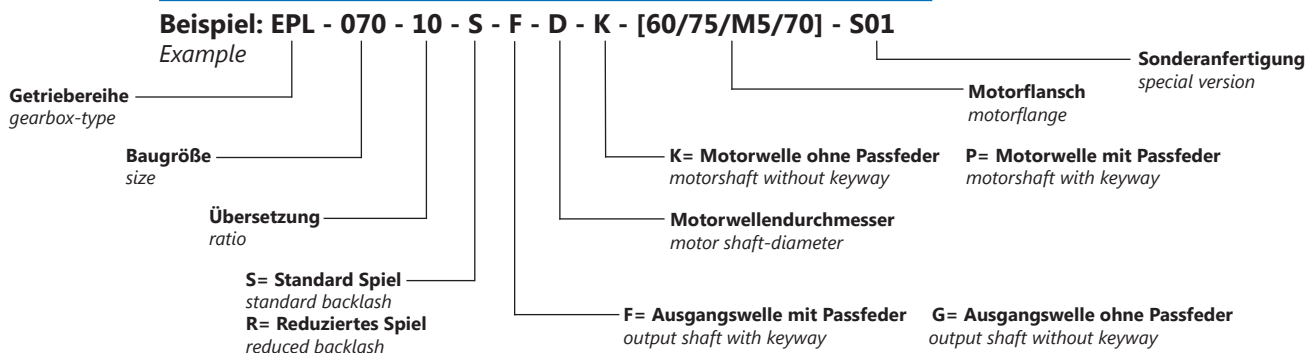 Beispiel: EPL - 070 - 10 - S - F - D - K - [60/75/M5/70] - S01
Example
Sonderanfertigung
special version
Getriebereihe
gearbox-type
Motorflansch
motorflange
Baugröße
size
K= Motorwelle ohne Passfeder
motorshaft without keyway
P= Motorwelle mit Passfeder
motorshaft with keyway
Übersetzung
ratio
Motorwellendurchmesser
motor shaft-diameter
S= Standard Spiel
standard backlash
R= Reduziertes Spiel
reduced backlash
F= Ausgangswelle mit Passfeder
output shaft with keyway
G= Ausgangswelle ohne Passfeder
output shaft without keyway